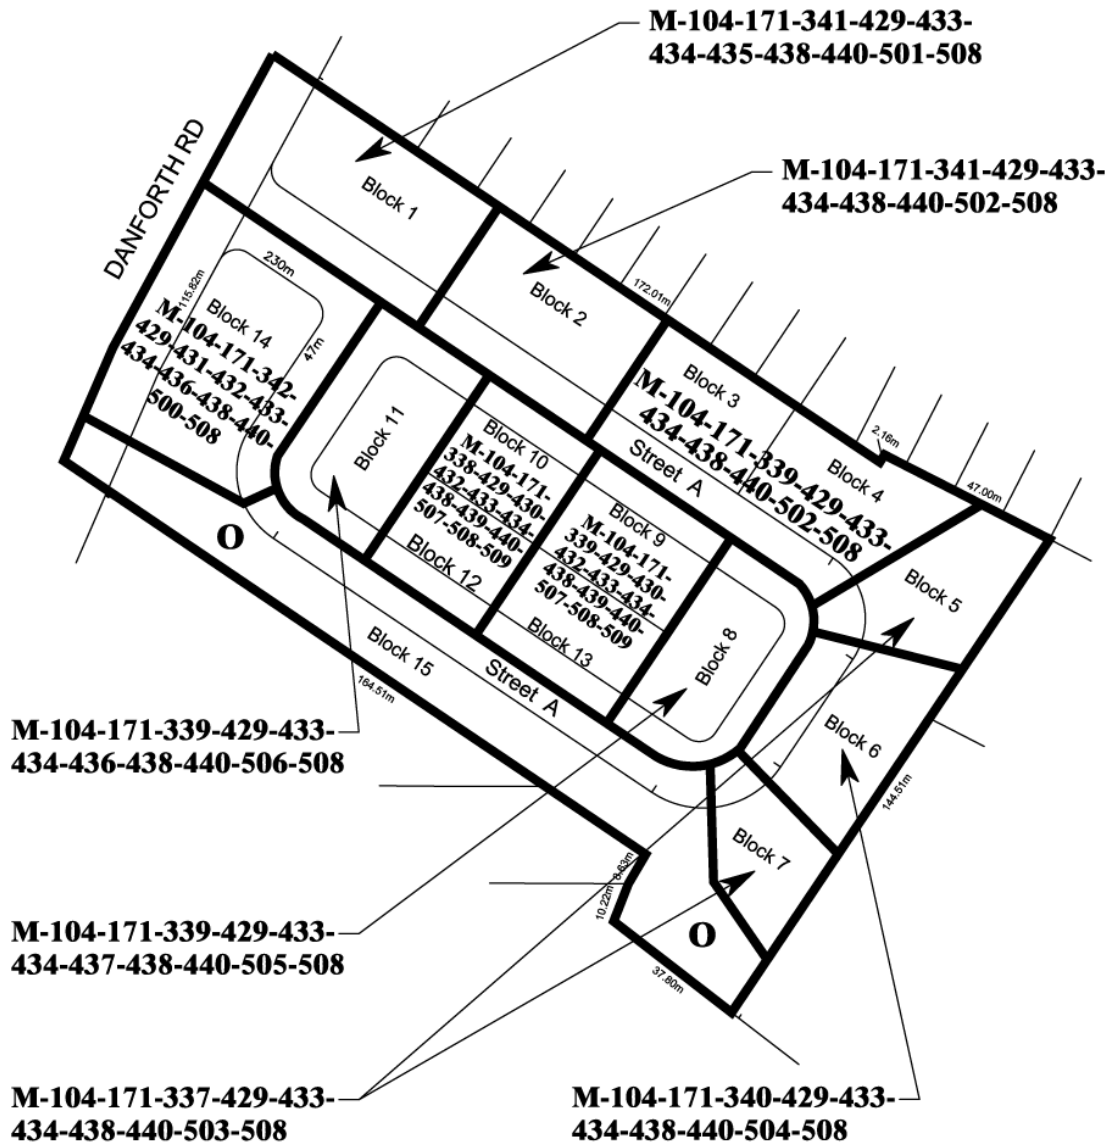 M-104-171-341-429-433-
434-435-438-440-501-508
M-104-171-341-429-433-
434-438-440-502-508
DANFORTH RD
Block 1
Block 2
172.01m
Block 3
M-104-171-339-429-433-
434-438-440-502-508
Block 4
2.16m
47.00m
Street A
115.82m
230m
47m
Block 14
M-104-171-342-
429-431-432-433-
434-436-438-440-
500-508
Block 11
Block 10
M-104-171-
338-429-430-
432-433-434-
438-439-440-
507-508-509
Block 12
Block 9
M-104-171-
339-429-430-
432-433-434-
438-439-440-
507-508-509
Block 13
Block 8
Block 5
Block 6
144.51m
Block 7
O
Block 15
164.51m
Street A
8.63m
10.22m
O
37.80m
M-104-171-339-429-433-
434-436-438-440-506-508
M-104-171-339-429-433-
434-437-438-440-505-508
M-104-171-337-429-433-
434-438-440-503-508
M-104-171-340-429-433-
434-438-440-504-508